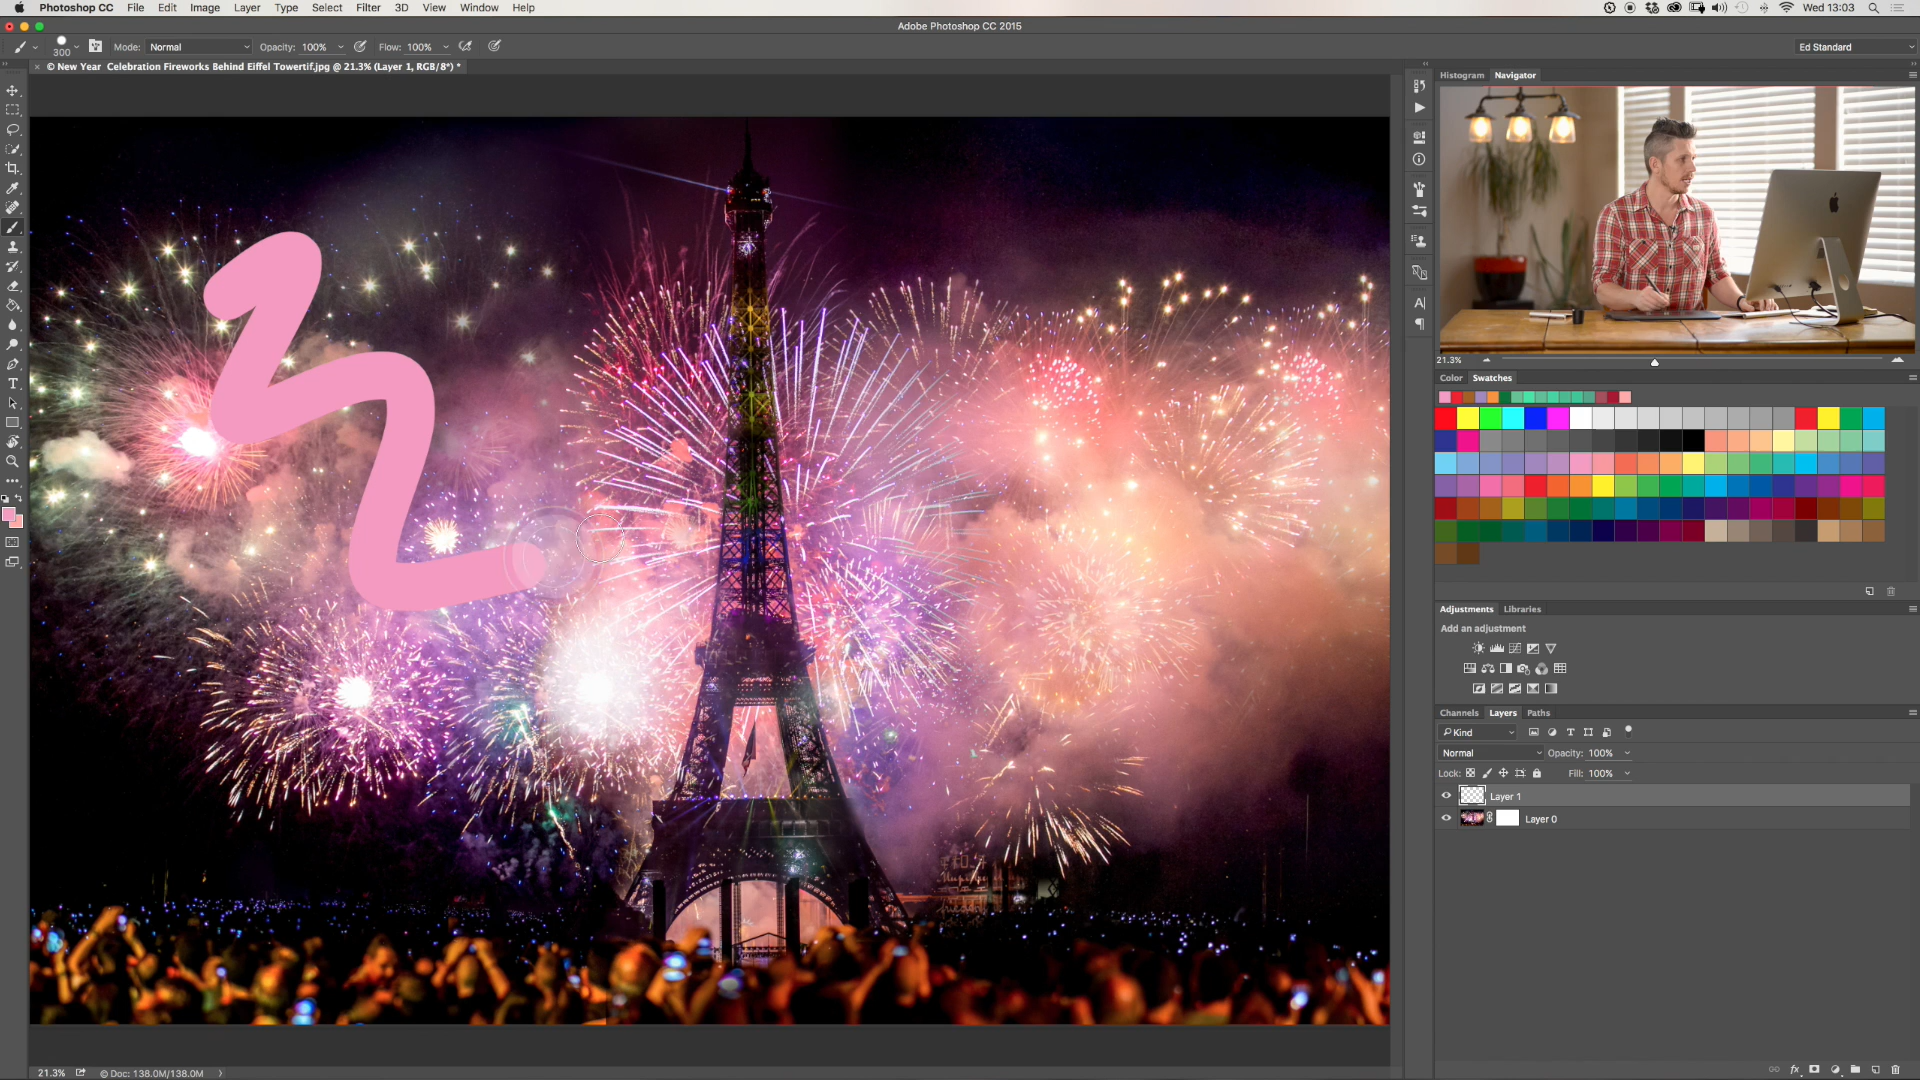 Photoshop CC File Edit Image Layer Type Select Filter 3D View Window Help Wed 13:03
Adobe Photoshop CC 2015
300 Mode: Normal Opacity: 100% Flow: 100% Ed Standard
× © New Year Celebration Fireworks Behind Eiffel Towertif.jpg @ 21.3% (Layer 1, RGB/8*) *
Histogram Navigator
21.3%
Color Swatches
Adjustments Libraries
Add an adjustment
Channels Layers Paths
Kind
Normal Opacity: 100%
Lock: Fill: 100%
Layer 1
Layer 0
21.3% © Doc: 138.0M/138.0M